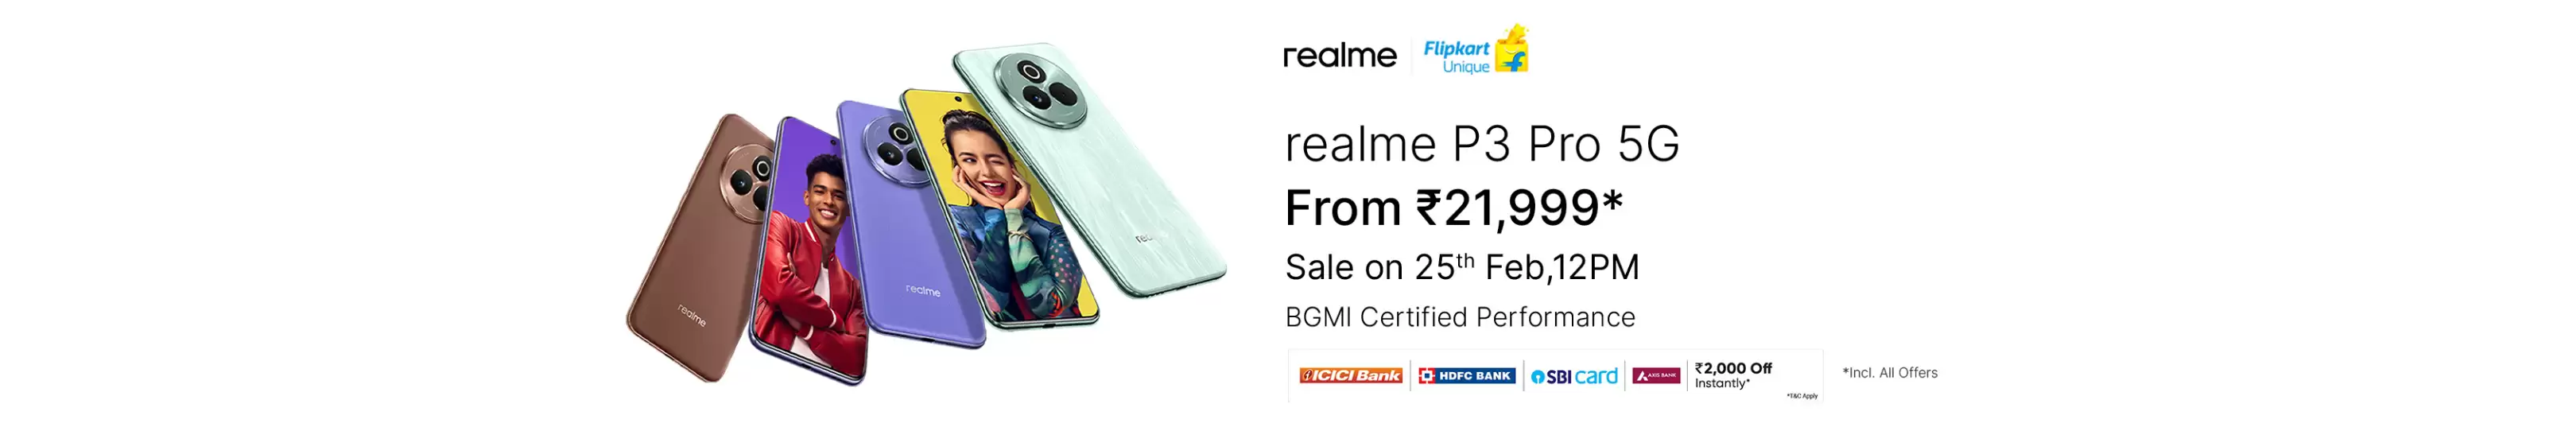 realme
Flipkart
Unique
realme P3 Pro 5G
From ₹21,999*
Sale on 25th Feb,12PM
BGMI Certified Performance
ICICI Bank
HDFC BANK
SBI card
AXIS BANK
₹2,000 Off
Instantly*
*T&C Apply
*Incl. All Offers
realme
realme